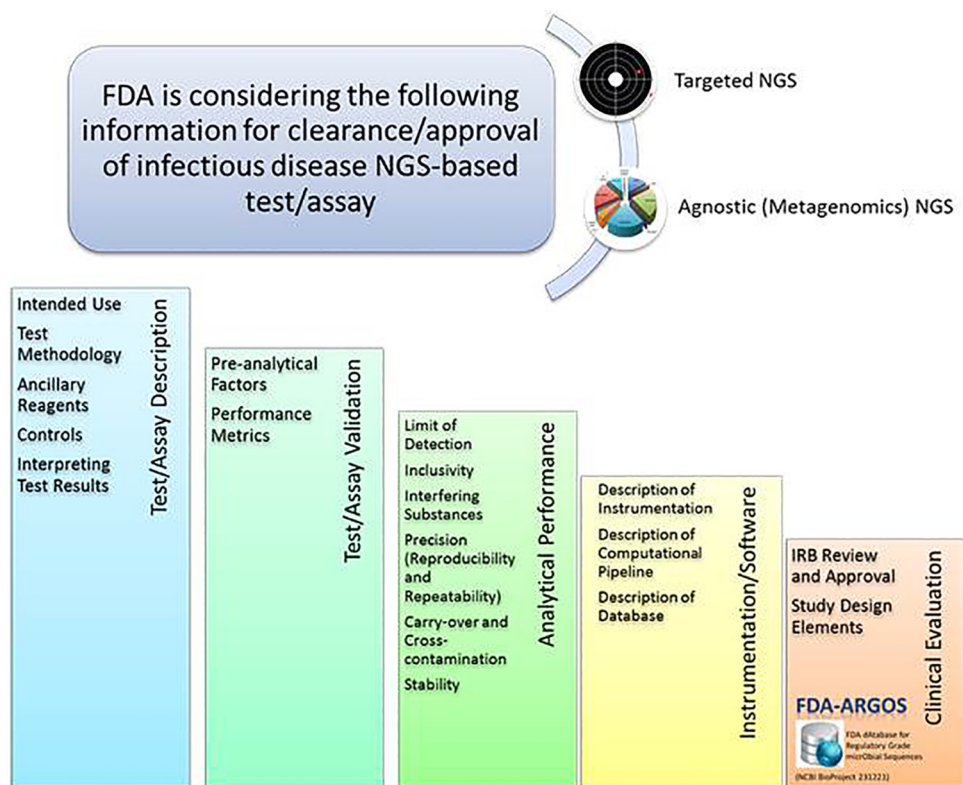 FDA is considering the following
information for clearance/approval
of infectious disease NGS-based
test/assay
Targeted NGS
Agnostic (Metagenomics) NGS
Intended Use
Test
Methodology
Ancillary
Reagents
Controls
Interpreting
Test Results
Test/Assay Description
Pre-analytical
Factors
Performance
Metrics
Test/Assay Validation
Limit of
Detection
Inclusivity
Interfering
Substances
Precision
(Reproducibility
and
Repeatability)
Carry-over and
Cross-
contamination
Stability
Analytical Performance
Description of
Instrumentation
Description of
Computational
Pipeline
Description of
Database
Instrumentation/Software
IRB Review
and Approval
Study Design
Elements
Clinical Evaluation
FDA-ARGOS
FDA dAtabase for
Regulatory Grade
micrObial Sequences
(NCBI BioProject 231221)